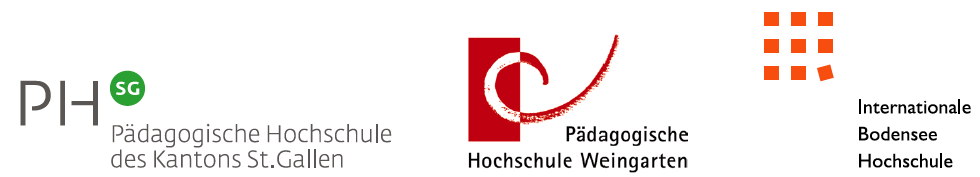 PH SG
Pädagogische Hochschule
des Kantons St.Gallen
Pädagogische
Hochschule Weingarten
Internationale
Bodensee
Hochschule